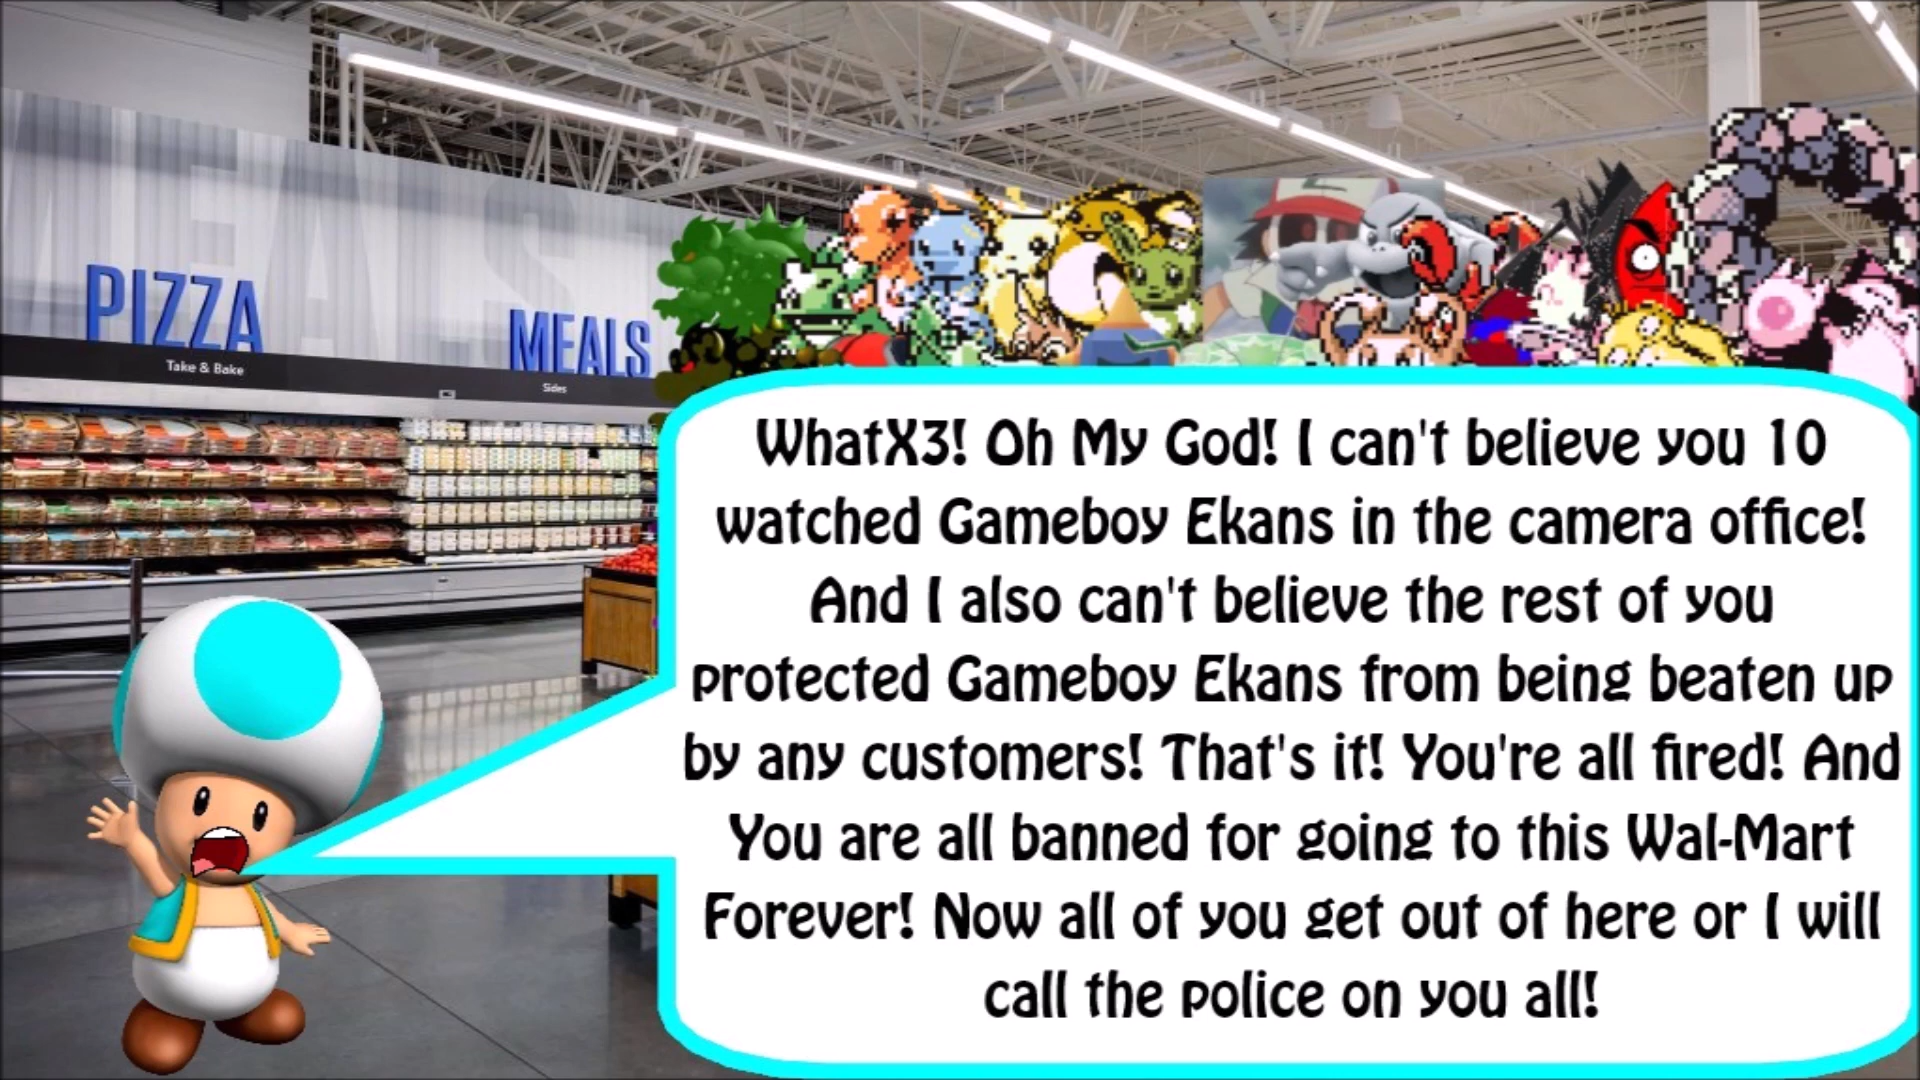 PIZZA
MEALS
Take & Bake
Sides
WhatX3! Oh My God! I can't believe you 10
watched Gameboy Ekans in the camera office!
And I also can't believe the rest of you
protected Gameboy Ekans from being beaten up
by any customers! That's it! You're all fired! And
You are all banned for going to this Wal-Mart
Forever! Now all of you get out of here or I will
call the police on you all!